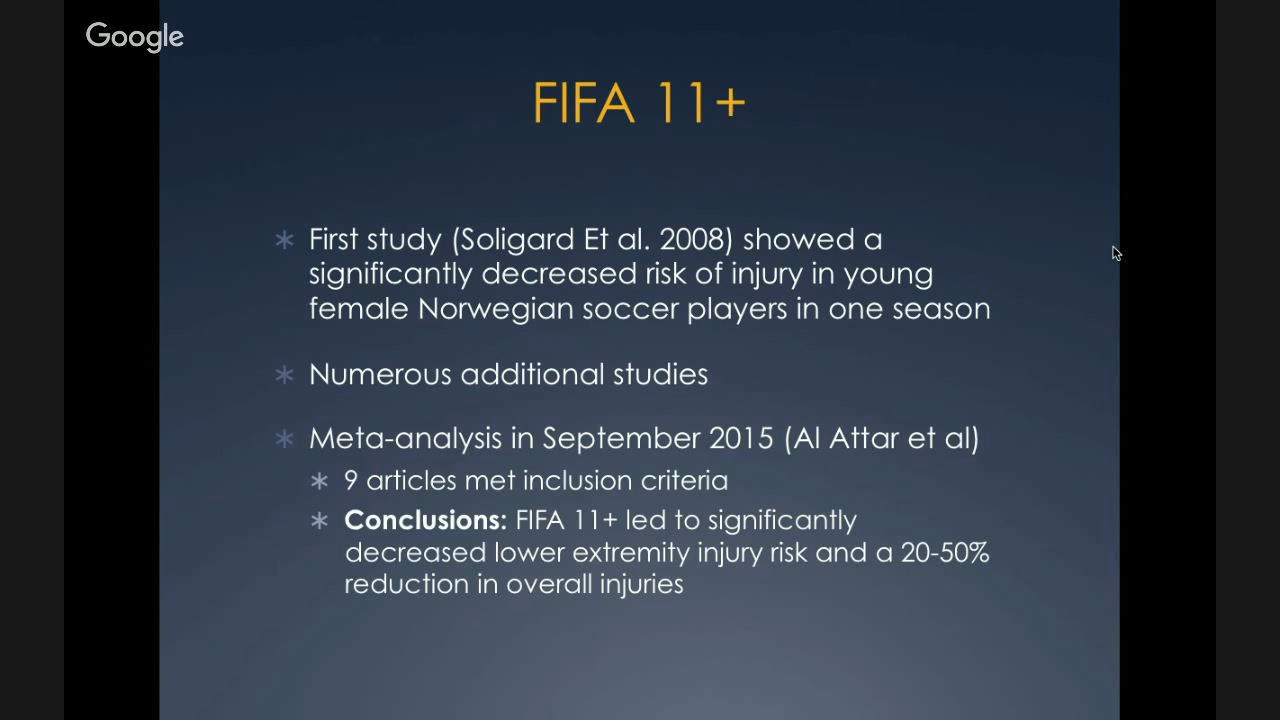 Google
FIFA 11+
* First study (Soligard Et al. 2008) showed a
significantly decreased risk of injury in young
female Norwegian soccer players in one season
* Numerous additional studies
* Meta-analysis in September 2015 (Al Attar et al)
* 9 articles met inclusion criteria
* Conclusions: FIFA 11+ led to significantly
decreased lower extremity injury risk and a 20-50%
reduction in overall injuries